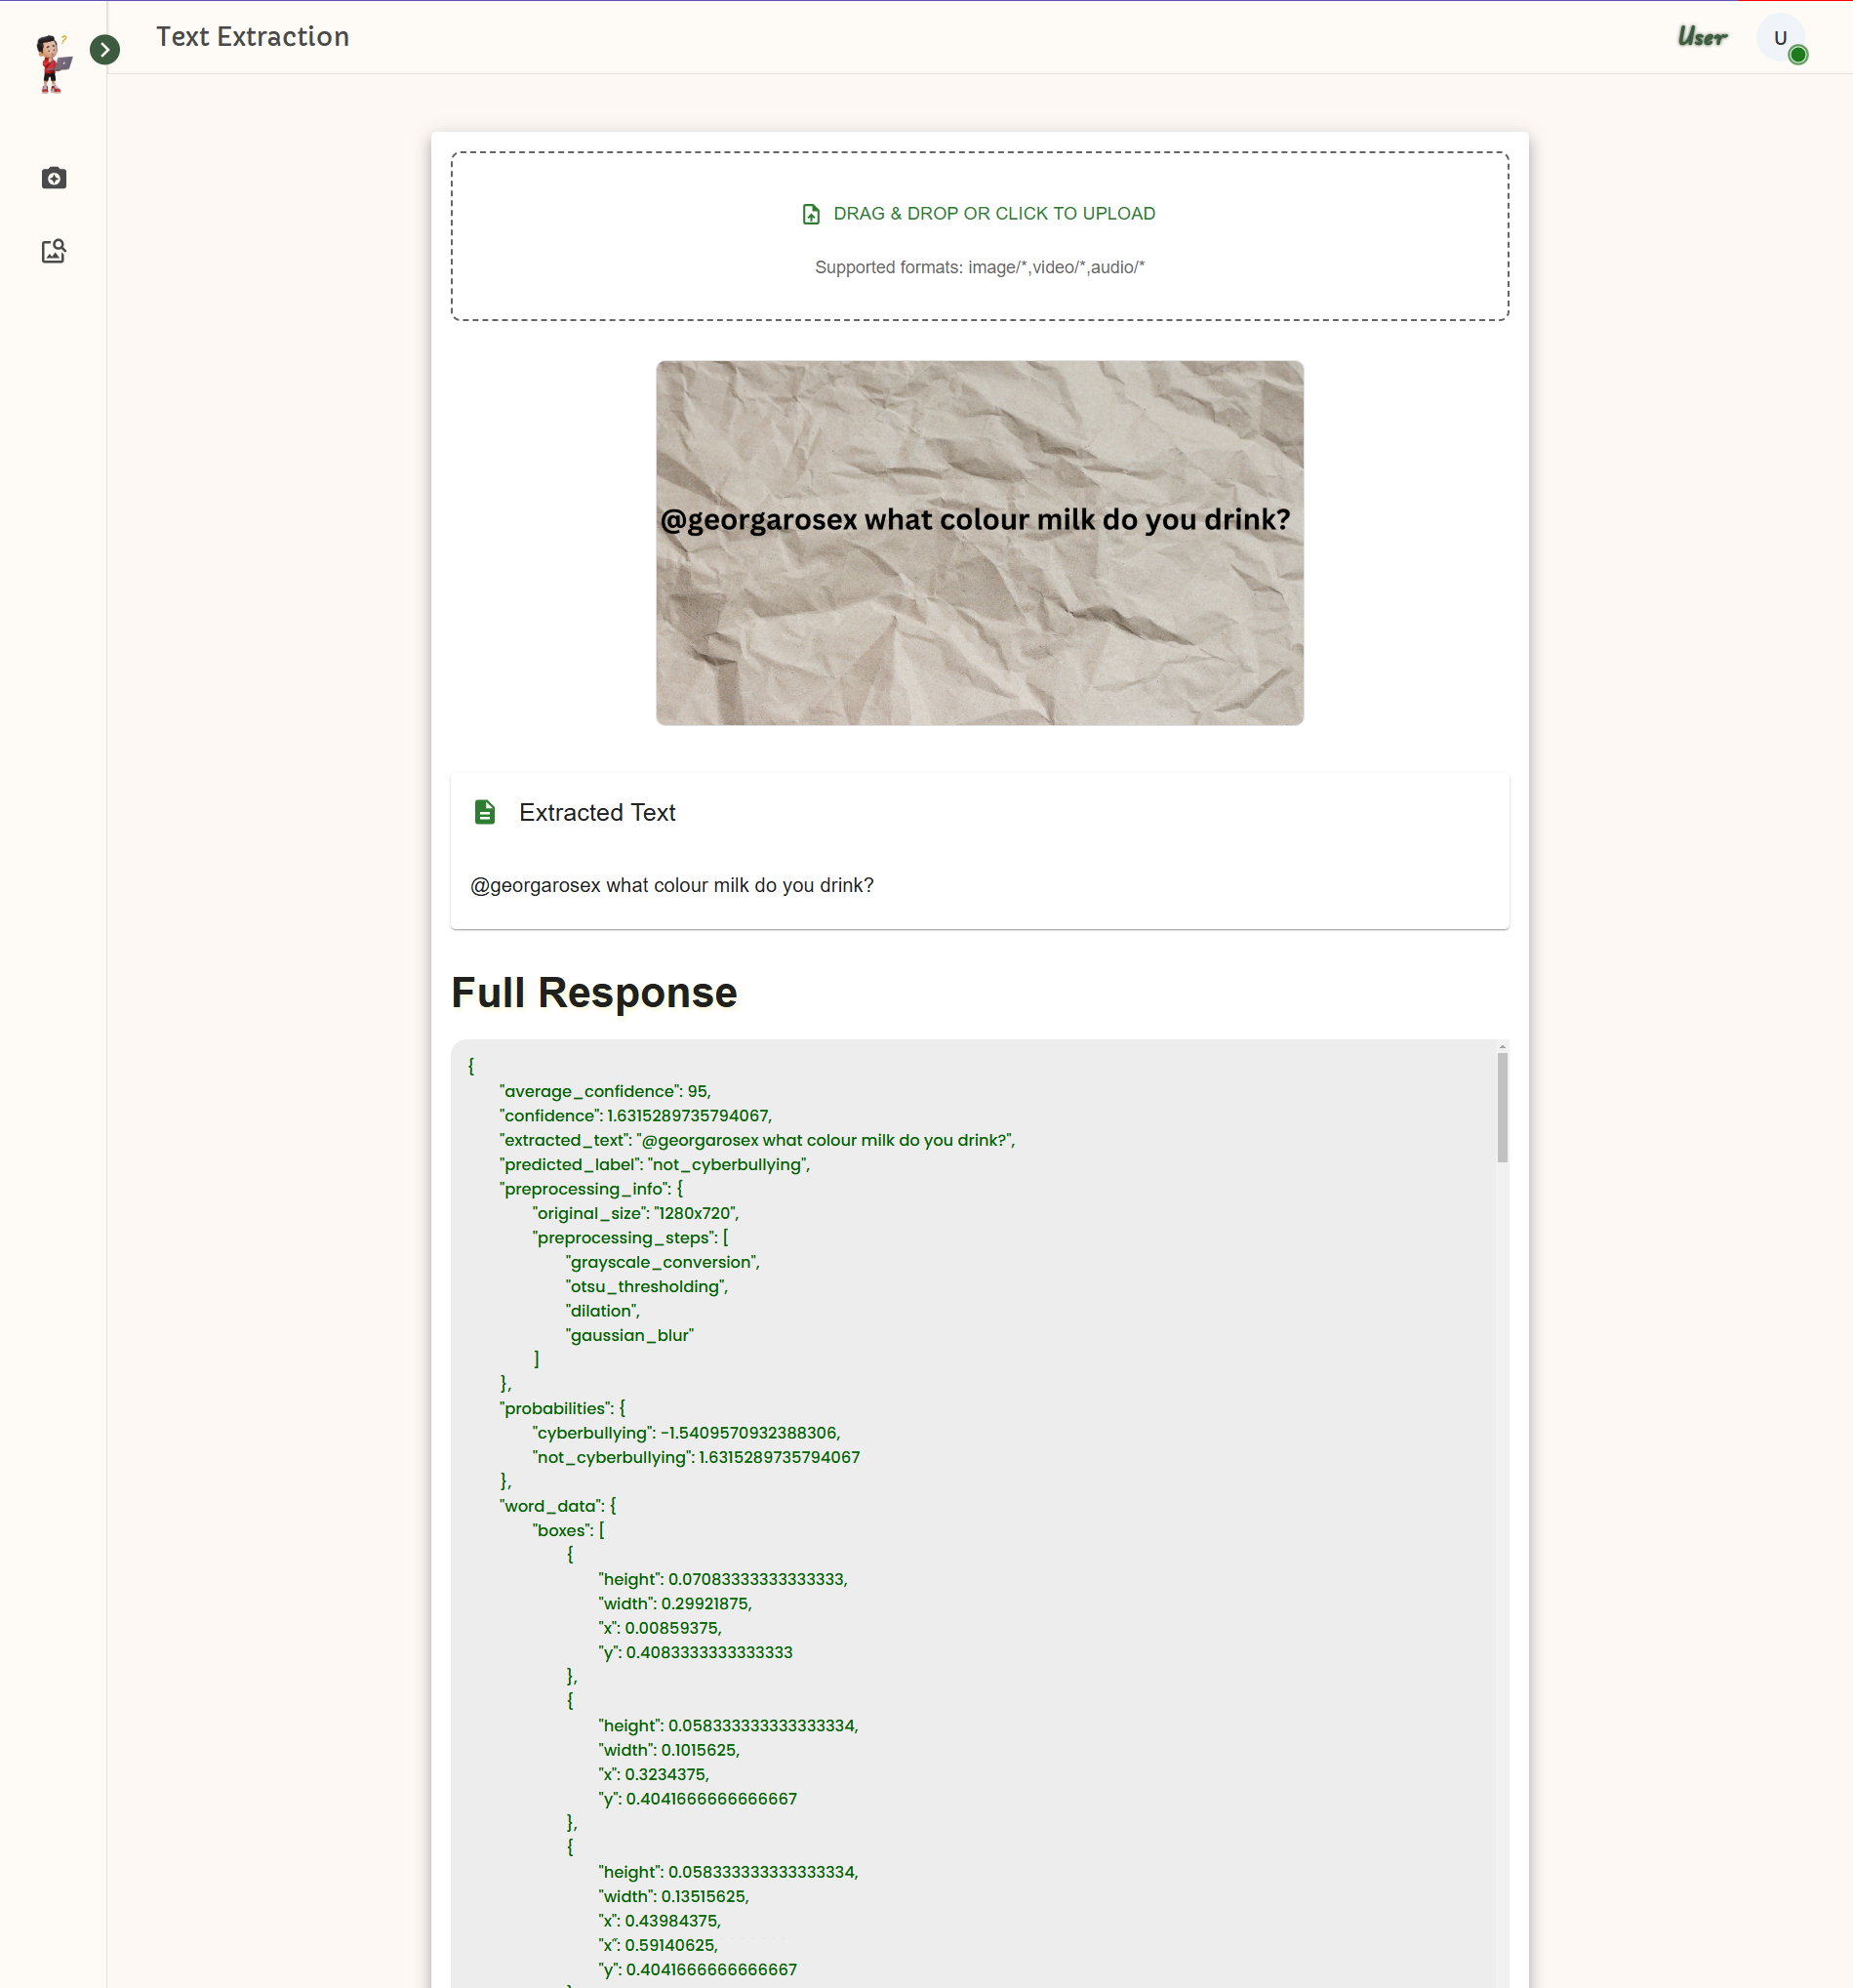 Text Extraction
User
U
DRAG & DROP OR CLICK TO UPLOAD
Supported formats: image/*,video/*,audio/*
@georgarosex what colour milk do you drink?
Extracted Text
@georgarosex what colour milk do you drink?
Full Response
{
"average_confidence": 95,
"confidence": 1.6315289735794067,
"extracted_text": "@georgarosex what colour milk do you drink?",
"predicted_label": "not_cyberbullying",
"preprocessing_info": {
"original_size": "1280x720",
"preprocessing_steps": [
"grayscale_conversion",
"otsu_thresholding",
"dilation",
"gaussian_blur"
]
},
"probabilities": {
"cyberbullying": -1.5409570932388306,
"not_cyberbullying": 1.6315289735794067
},
"word_data": {
"boxes": [
{
"height": 0.07083333333333333,
"width": 0.29921875,
"x": 0.00859375,
"y": 0.4083333333333333
},
{
"height": 0.058333333333333334,
"width": 0.1015625,
"x": 0.3234375,
"y": 0.4041666666666667
},
{
"height": 0.058333333333333334,
"width": 0.13515625,
"x": 0.43984375,
"x": 0.59140625,
"y": 0.4041666666666667